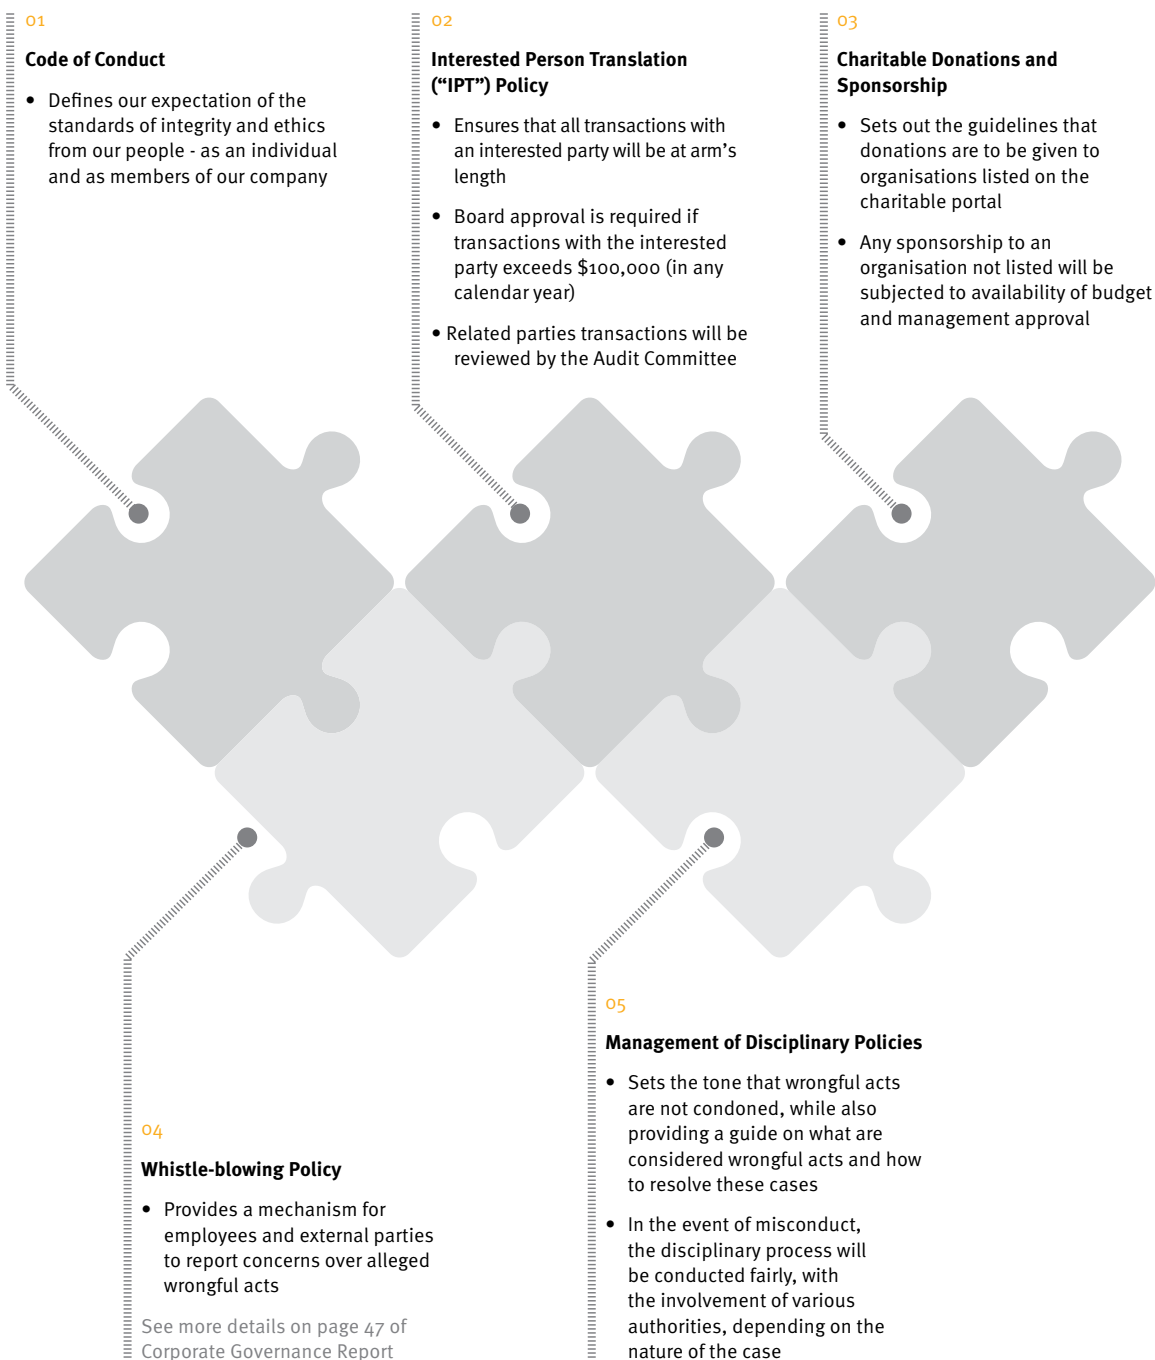 01
Code of Conduct
• Defines our expectation of the
standards of integrity and ethics
from our people - as an individual
and as members of our company
02
Interested Person Translation
(“IPT”) Policy
• Ensures that all transactions with
an interested party will be at arm’s
length
• Board approval is required if
transactions with the interested
party exceeds $100,000 (in any
calendar year)
• Related parties transactions will be
reviewed by the Audit Committee
03
Charitable Donations and
Sponsorship
• Sets out the guidelines that
donations are to be given to
organisations listed on the
charitable portal
• Any sponsorship to an
organisation not listed will be
subjected to availability of budget
and management approval
04
Whistle-blowing Policy
• Provides a mechanism for
employees and external parties
to report concerns over alleged
wrongful acts
See more details on page 47 of
Corporate Governance Report
05
Management of Disciplinary Policies
• Sets the tone that wrongful acts
are not condoned, while also
providing a guide on what are
considered wrongful acts and how
to resolve these cases
• In the event of misconduct,
the disciplinary process will
be conducted fairly, with
the involvement of various
authorities, depending on the
nature of the case